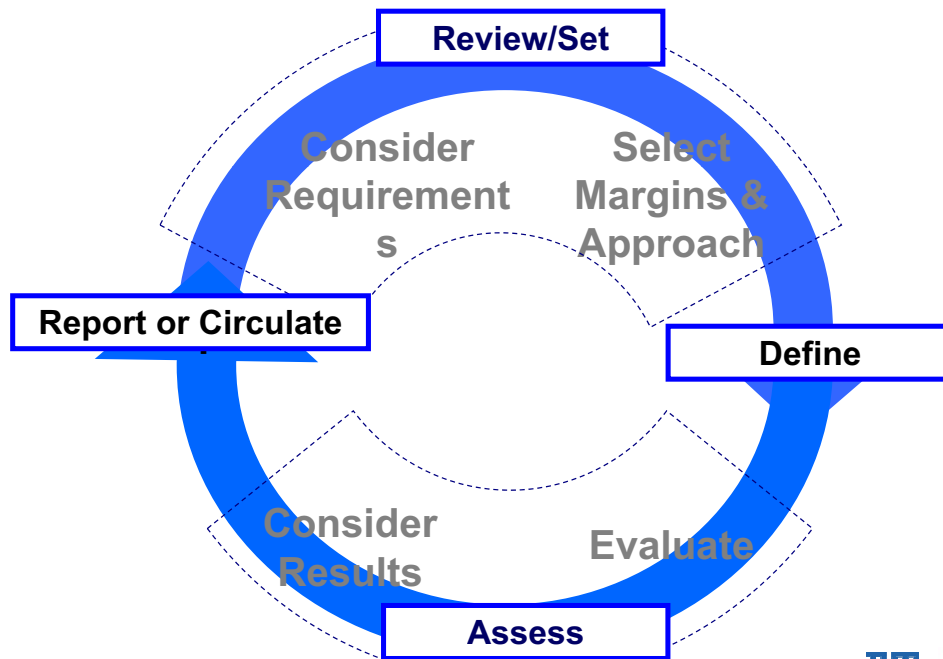 Review/Set
Consider
Requirement
s
Select
Margins &
Approach
Report or Circulate
Define
Consider
Results
Evaluate
Assess